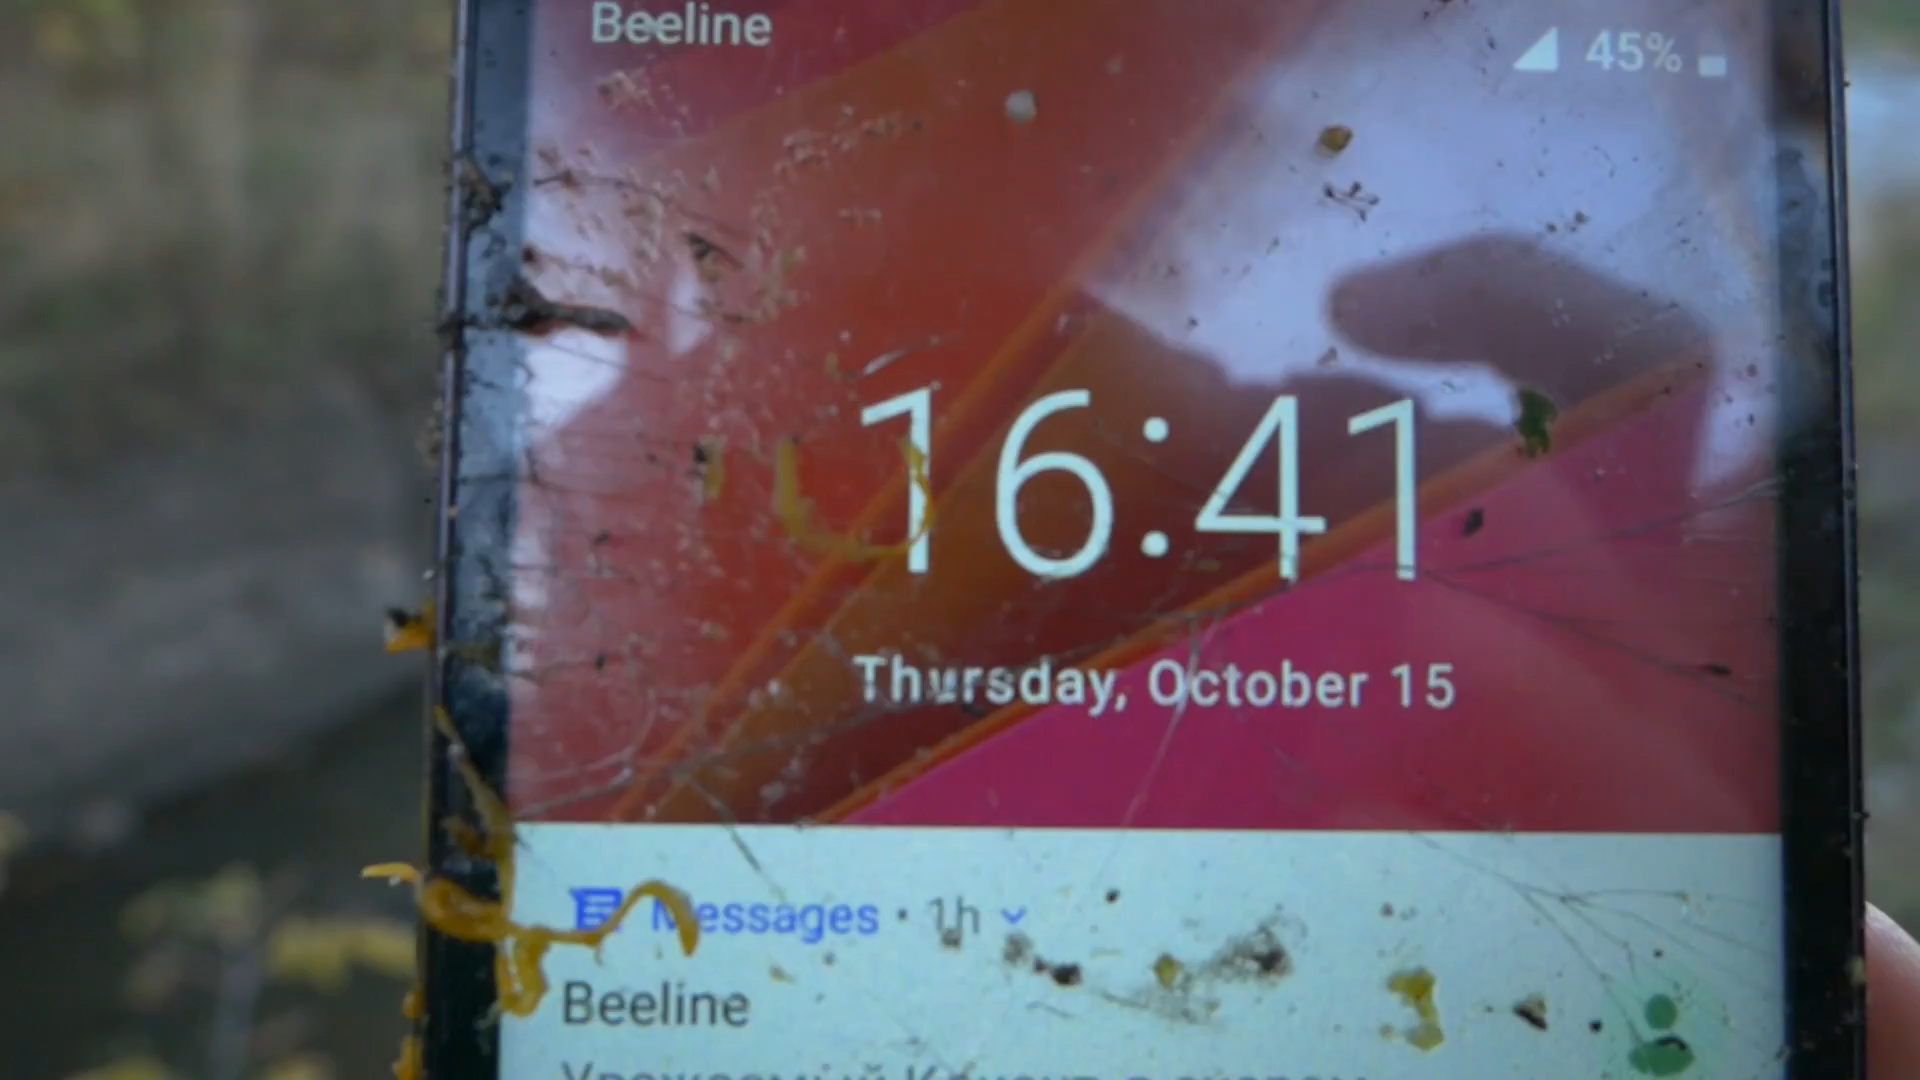 Beeline
45%
16:41
Thursday, October 15
Messages • 1h
Beeline